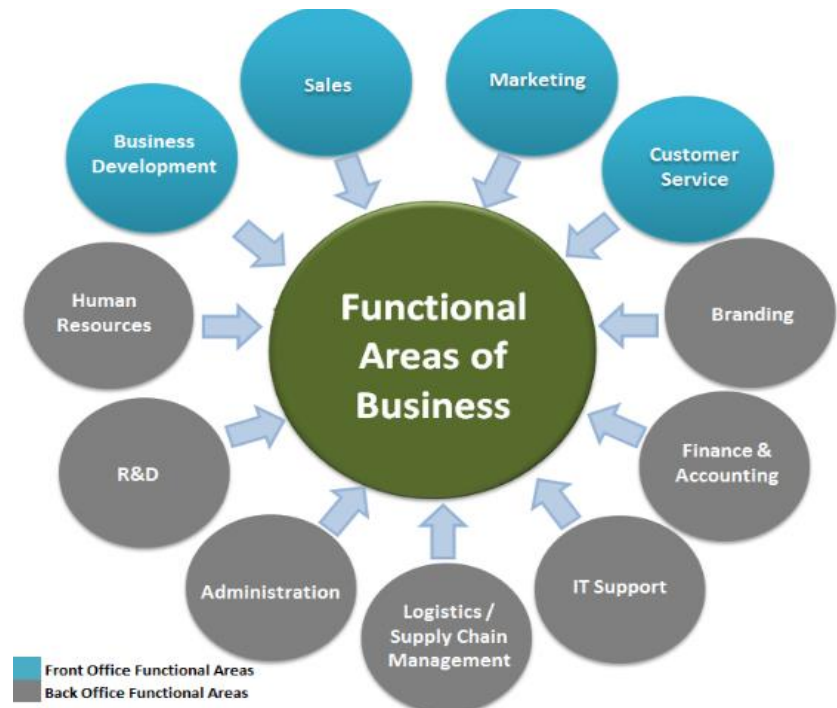 Sales
Marketing
Business
Development
Customer
Service
Human
Resources
Functional
Areas of
Business
Branding
R&D
Finance &
Accounting
Administration
Logistics /
Supply Chain
Management
IT Support
Front Office Functional Areas
Back Office Functional Areas